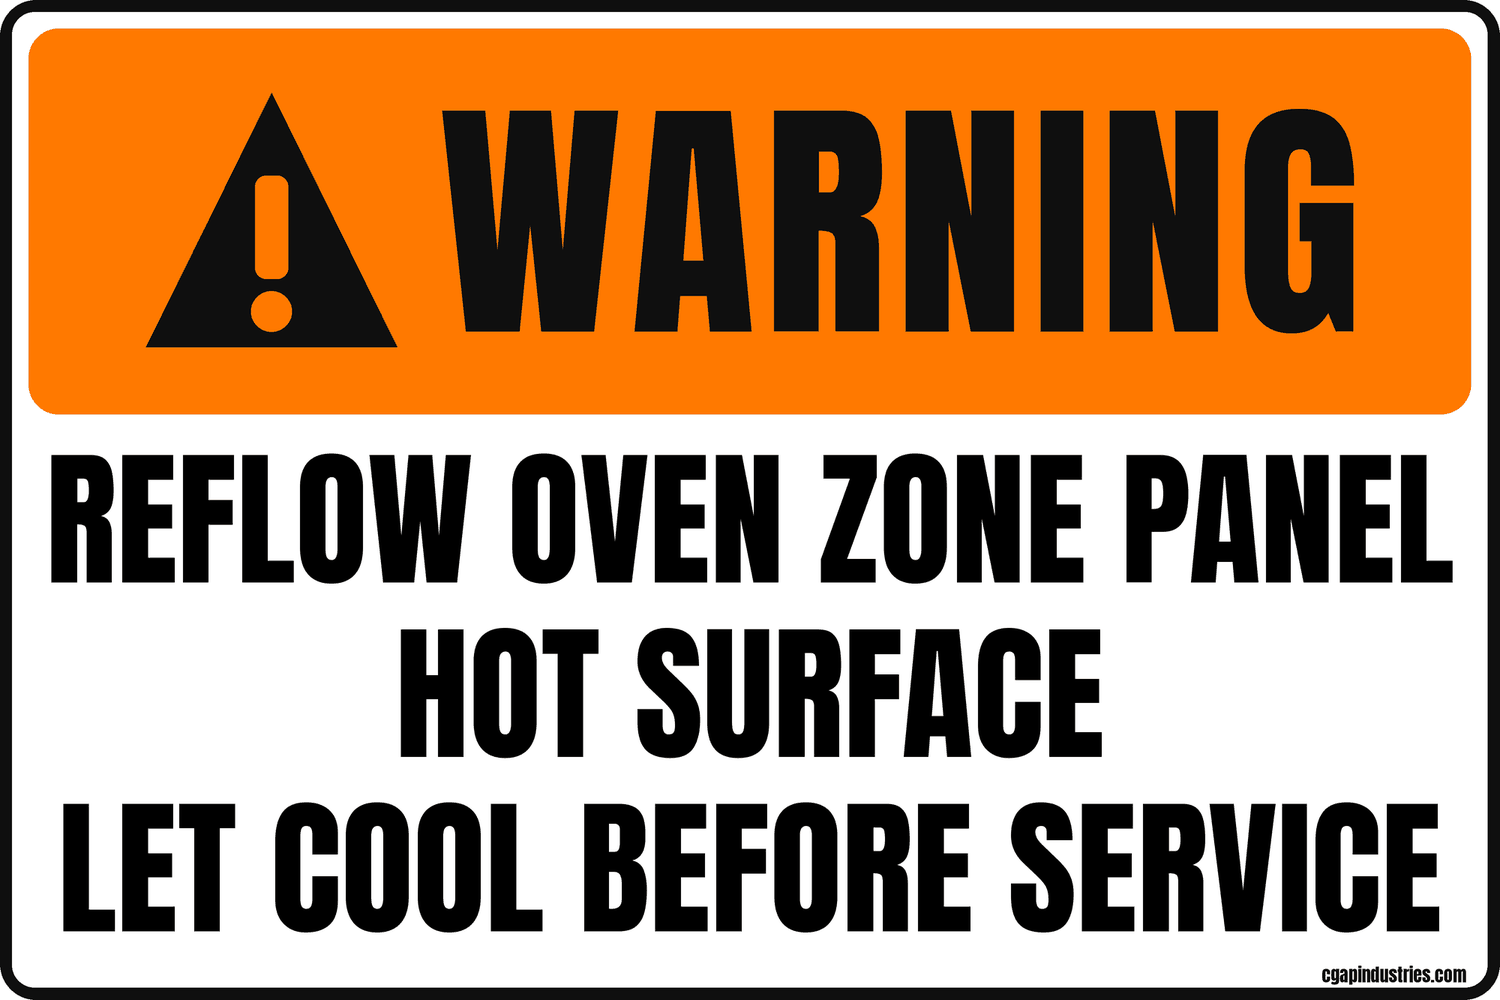 WARNING
REFLOW OVEN ZONE PANEL
HOT SURFACE
LET COOL BEFORE SERVICE
cgapindustries.com